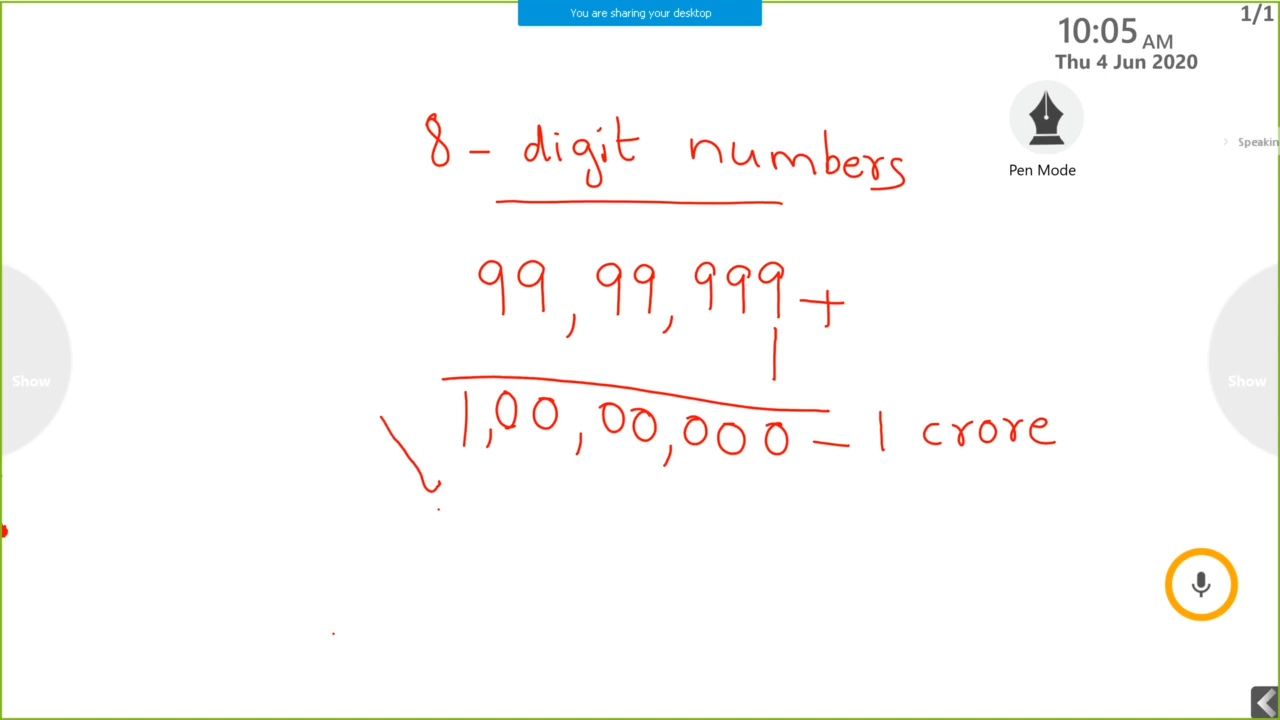 You are sharing your desktop
1/1
10:05 AM
Thu 4 Jun 2020
Pen Mode
Speakin
8 - digit numbers
99,99,999 +
1
1,00,00,000 - 1 crore
Show
Show